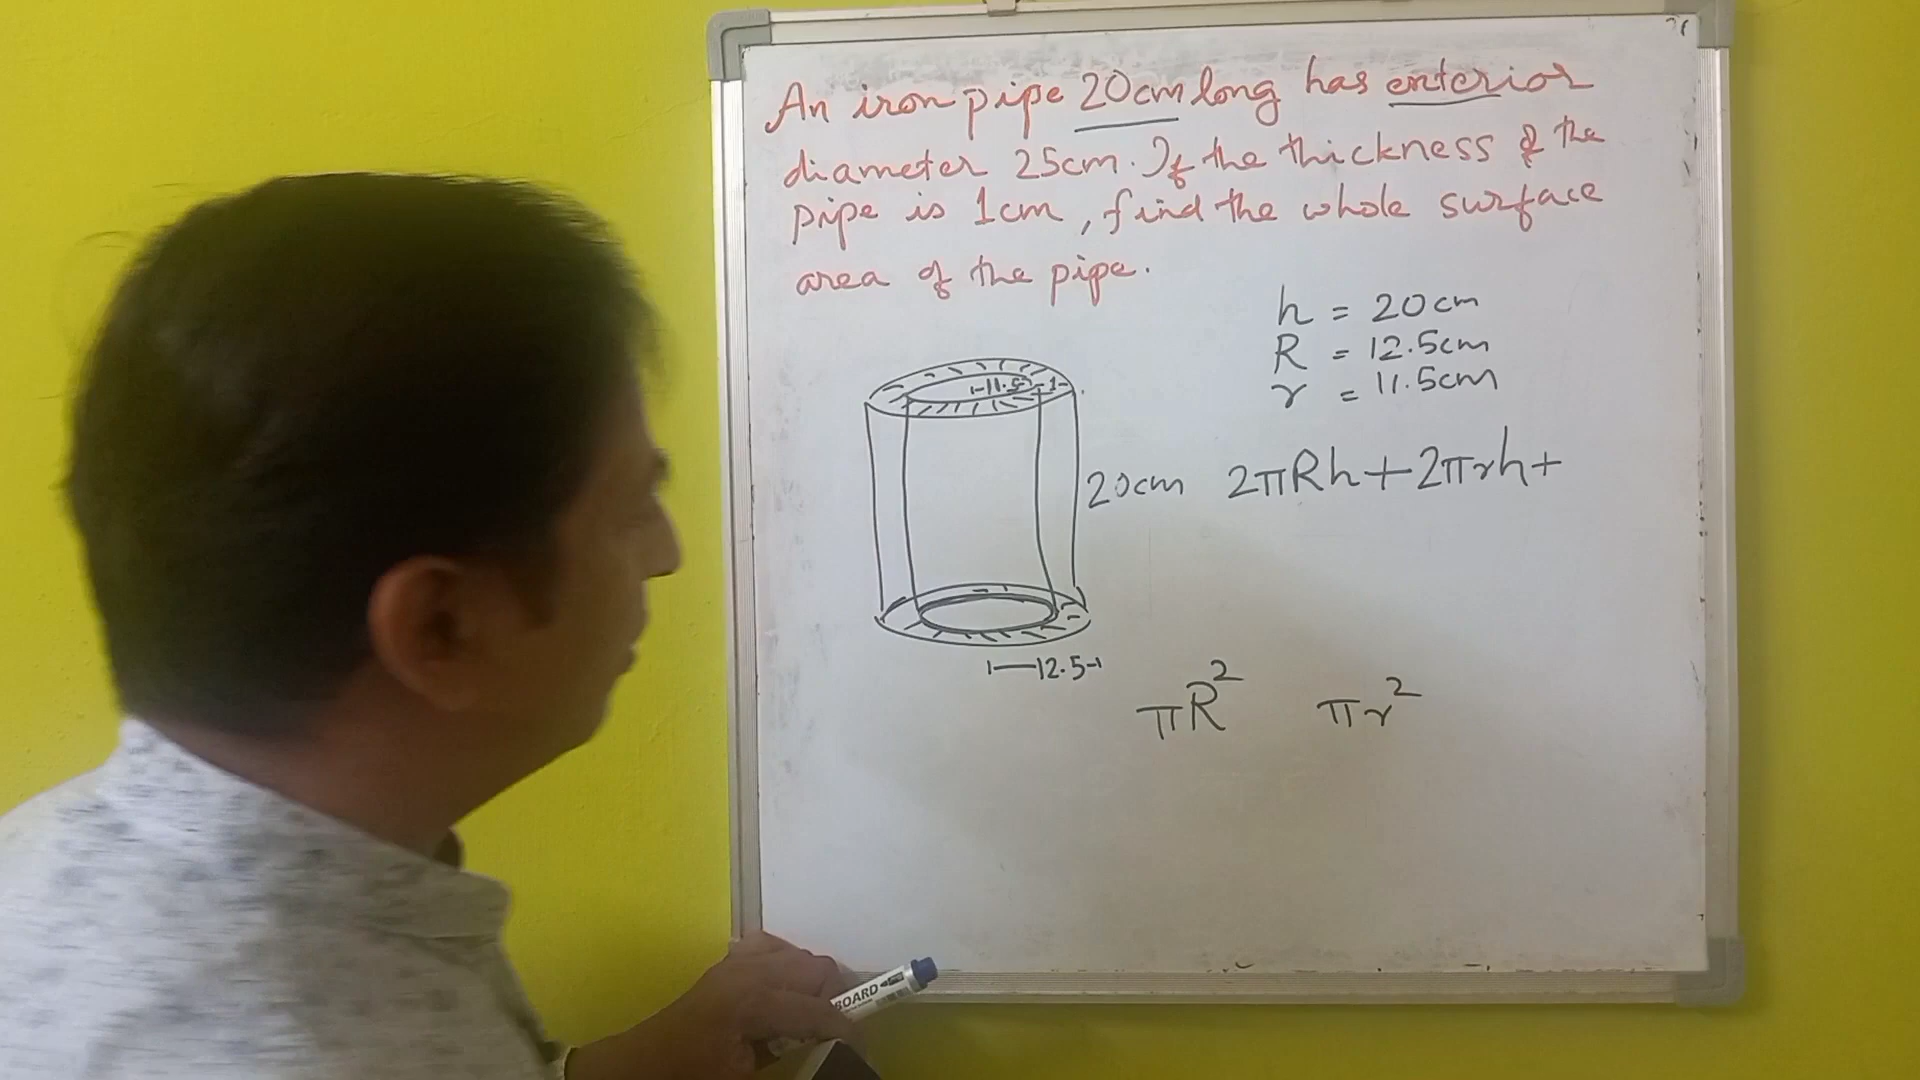 An iron pipe 20cm long has exterior
diameter 25cm. If the thickness of the
pipe is 1cm, find the whole surface
area of the pipe.
h = 20cm
R = 12.5cm
r = 11.5cm
11.5 1
20cm 2πRh+2πrh+
12.5
πR² πr²
BOARD